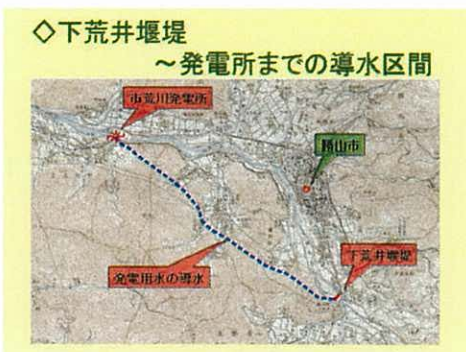 ◇下荒井堰堤
～発電所までの導水区間
市荒川発電所
勝山市
下荒井堰堤
発電用水の導水